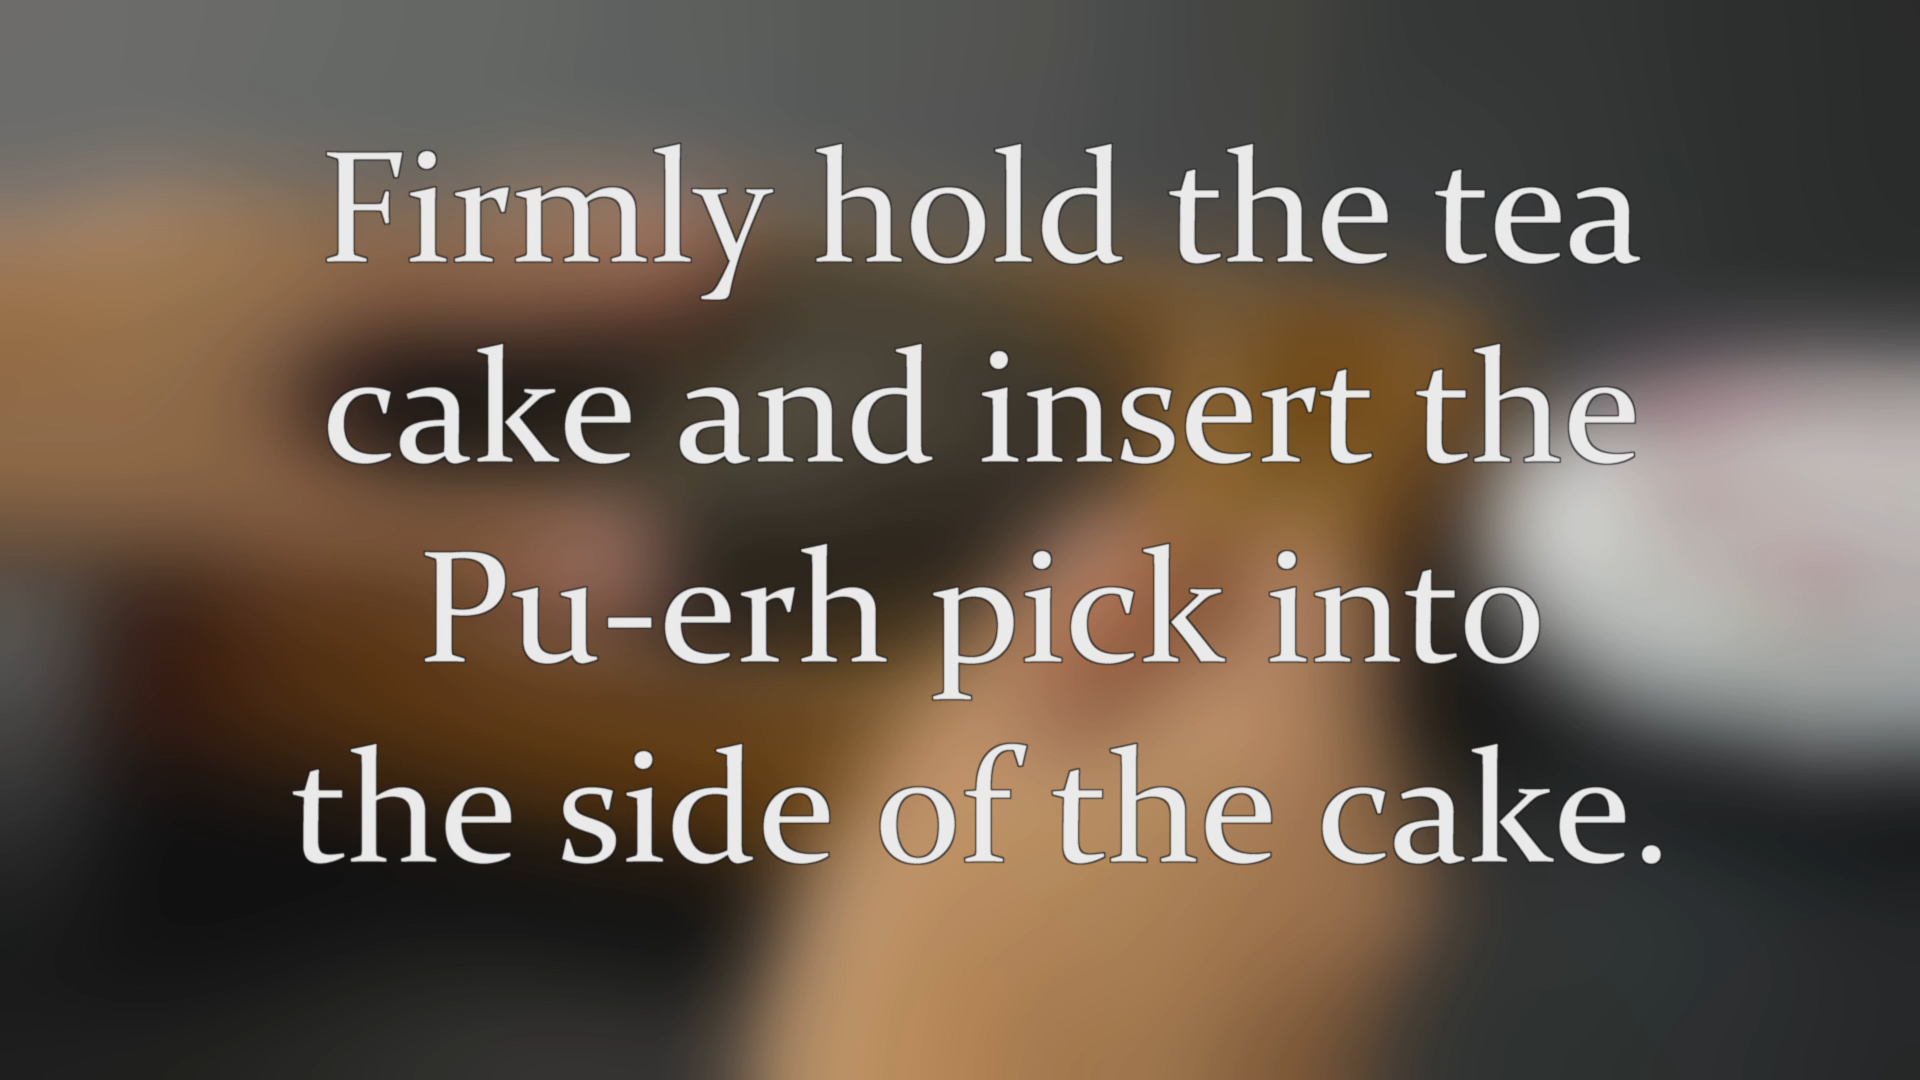 Firmly hold the tea
cake and insert the
Pu-erh pick into
the side of the cake.